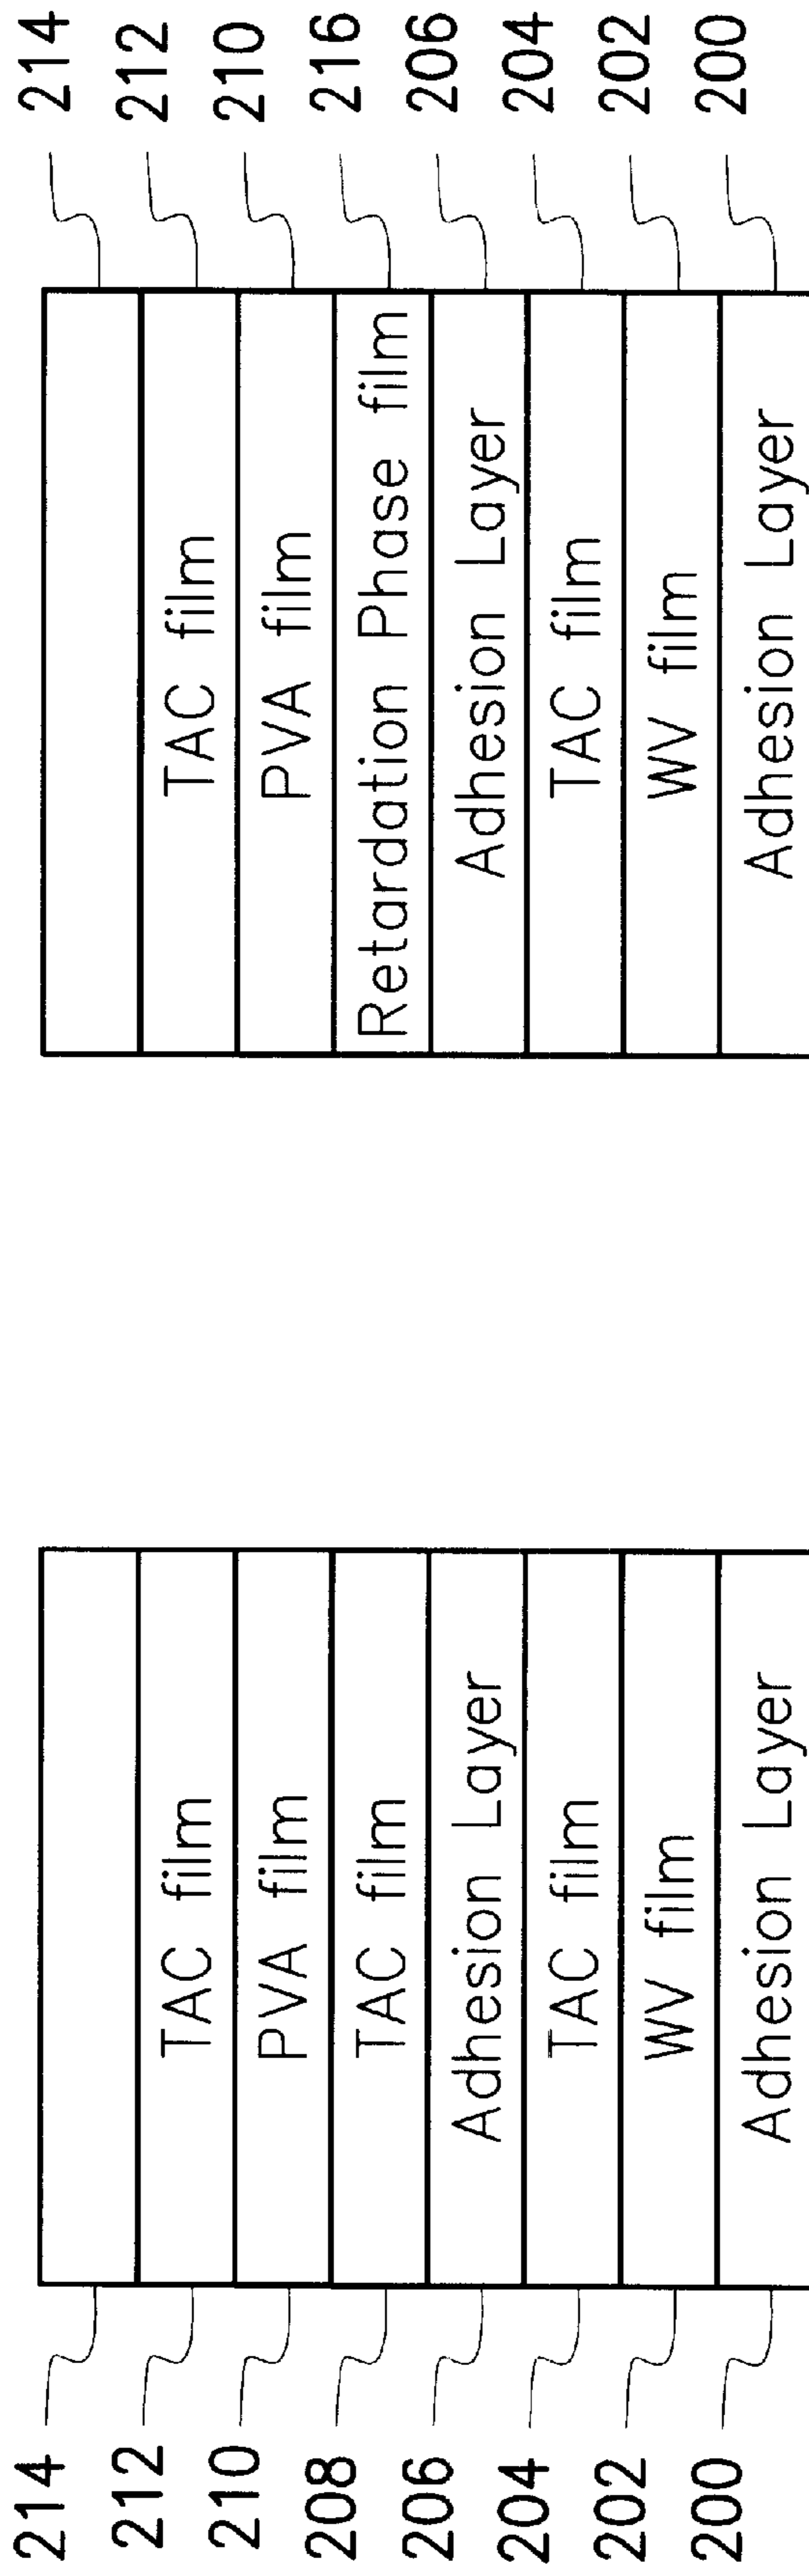 214
212 TAC film
210 PVA film
208 TAC film
206 Adhesion Layer
204 TAC film
202 WV film
200 Adhesion Layer
214
TAC film 212
PVA film 210
Retardation Phase film 216
Adhesion Layer 206
TAC film 204
WV film 202
Adhesion Layer 200